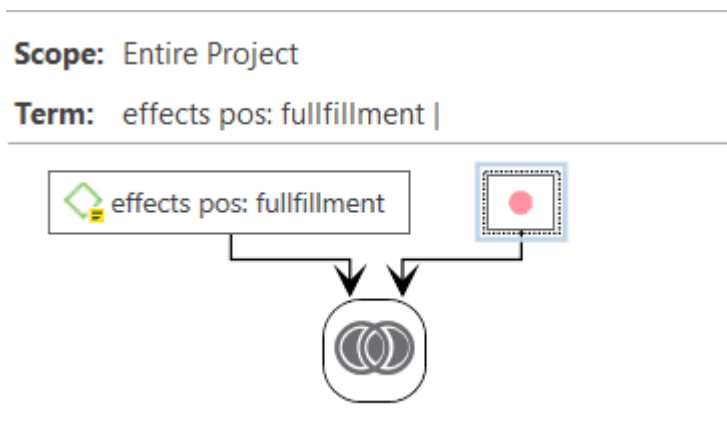 Scope: Entire Project
Term: effects pos: fullfillment |
effects pos: fullfillment